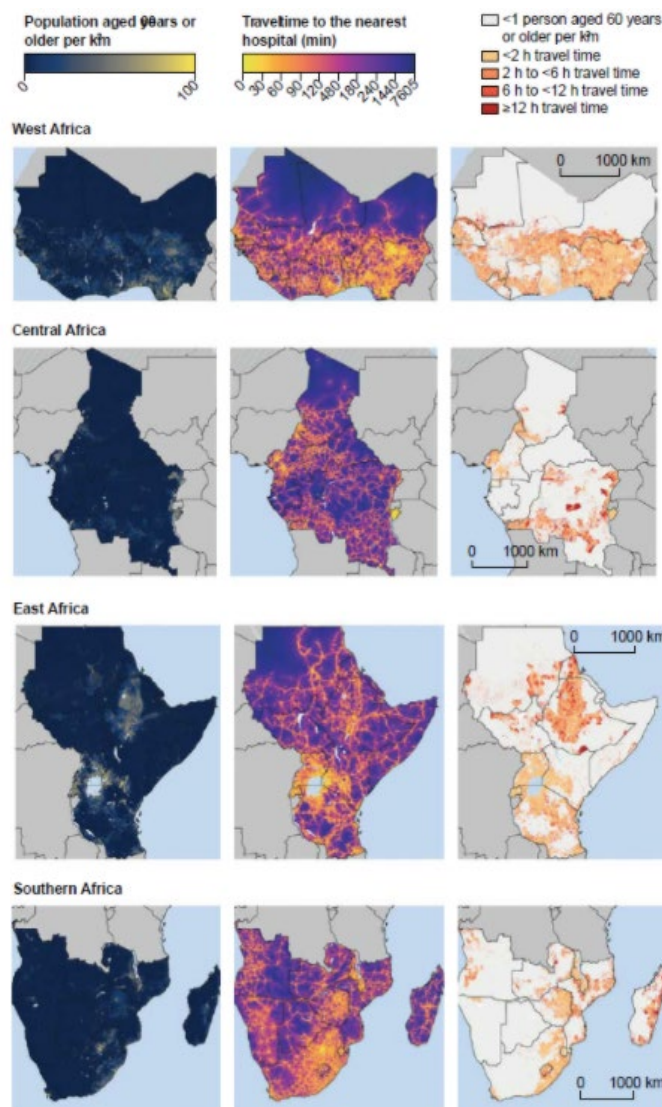 Population aged 60 years or
older per km²
0 100
Travel time to the nearest
hospital (min)
0 30 60 90 120 480 180 240 1440 7605
<1 person aged 60 years
or older per km²
<2 h travel time
2 h to <6 h travel time
6 h to <12 h travel time
≥12 h travel time
West Africa
0 1000 km
Central Africa
0 1000 km
East Africa
0 1000 km
Southern Africa
0 1000 km